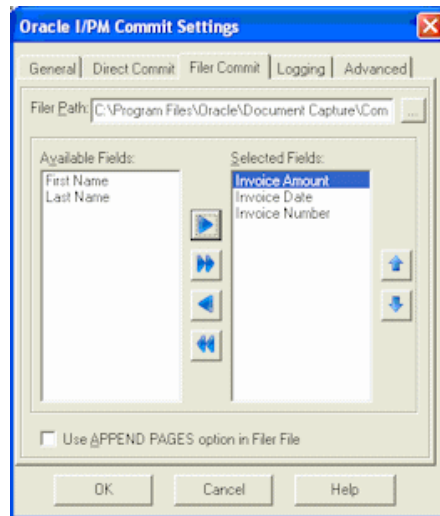 Oracle I/PM Commit Settings
General Direct Commit Filer Commit Logging Advanced
Filer Path: C:\Program Files\Oracle\Document Capture\Com ...
Available Fields:
First Name
Last Name
Selected Fields:
Invoice Amount
Invoice Date
Invoice Number
Use APPEND PAGES option in Filer File
OK Cancel Help